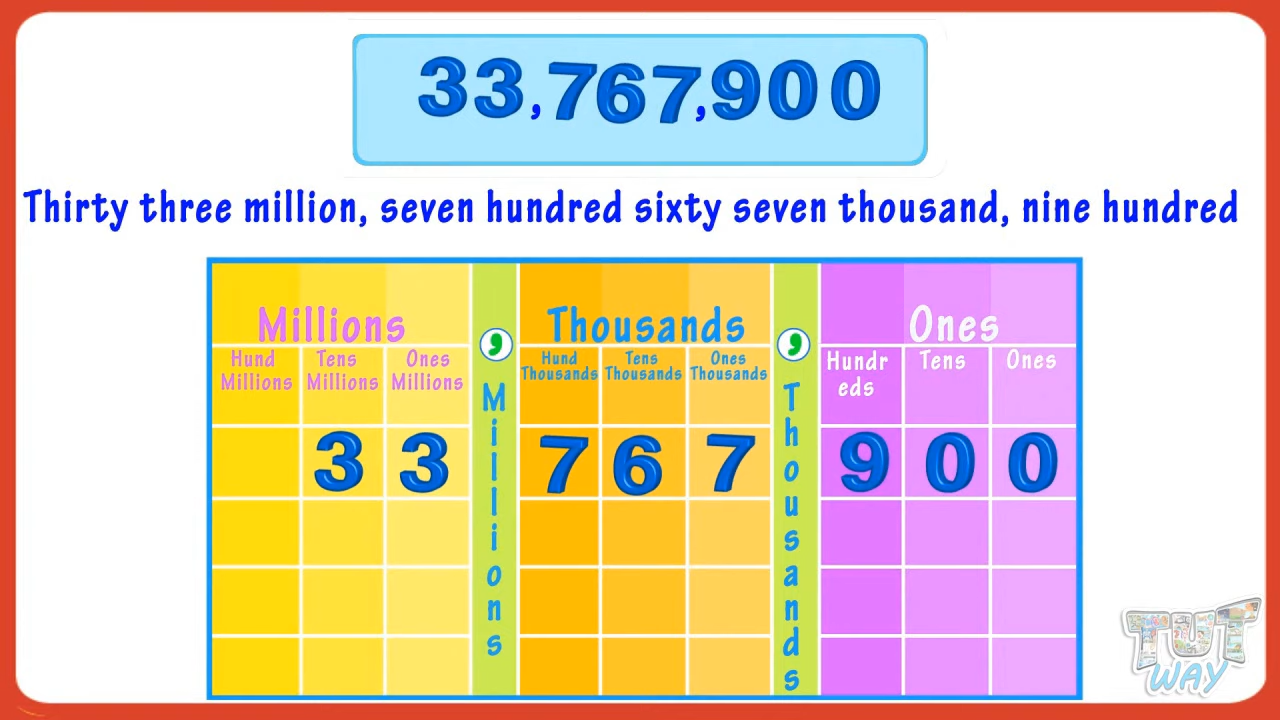 33,767,900
Thirty three million, seven hundred sixty seven thousand, nine hundred
Millions , Thousands , Ones
Hund Millions Tens Millions Ones Millions Millions Hund Thousands Tens Thousands Ones Thousands Thousands Hundreds Tens Ones
3 3 7 6 7 9 0 0
TUT
WAY